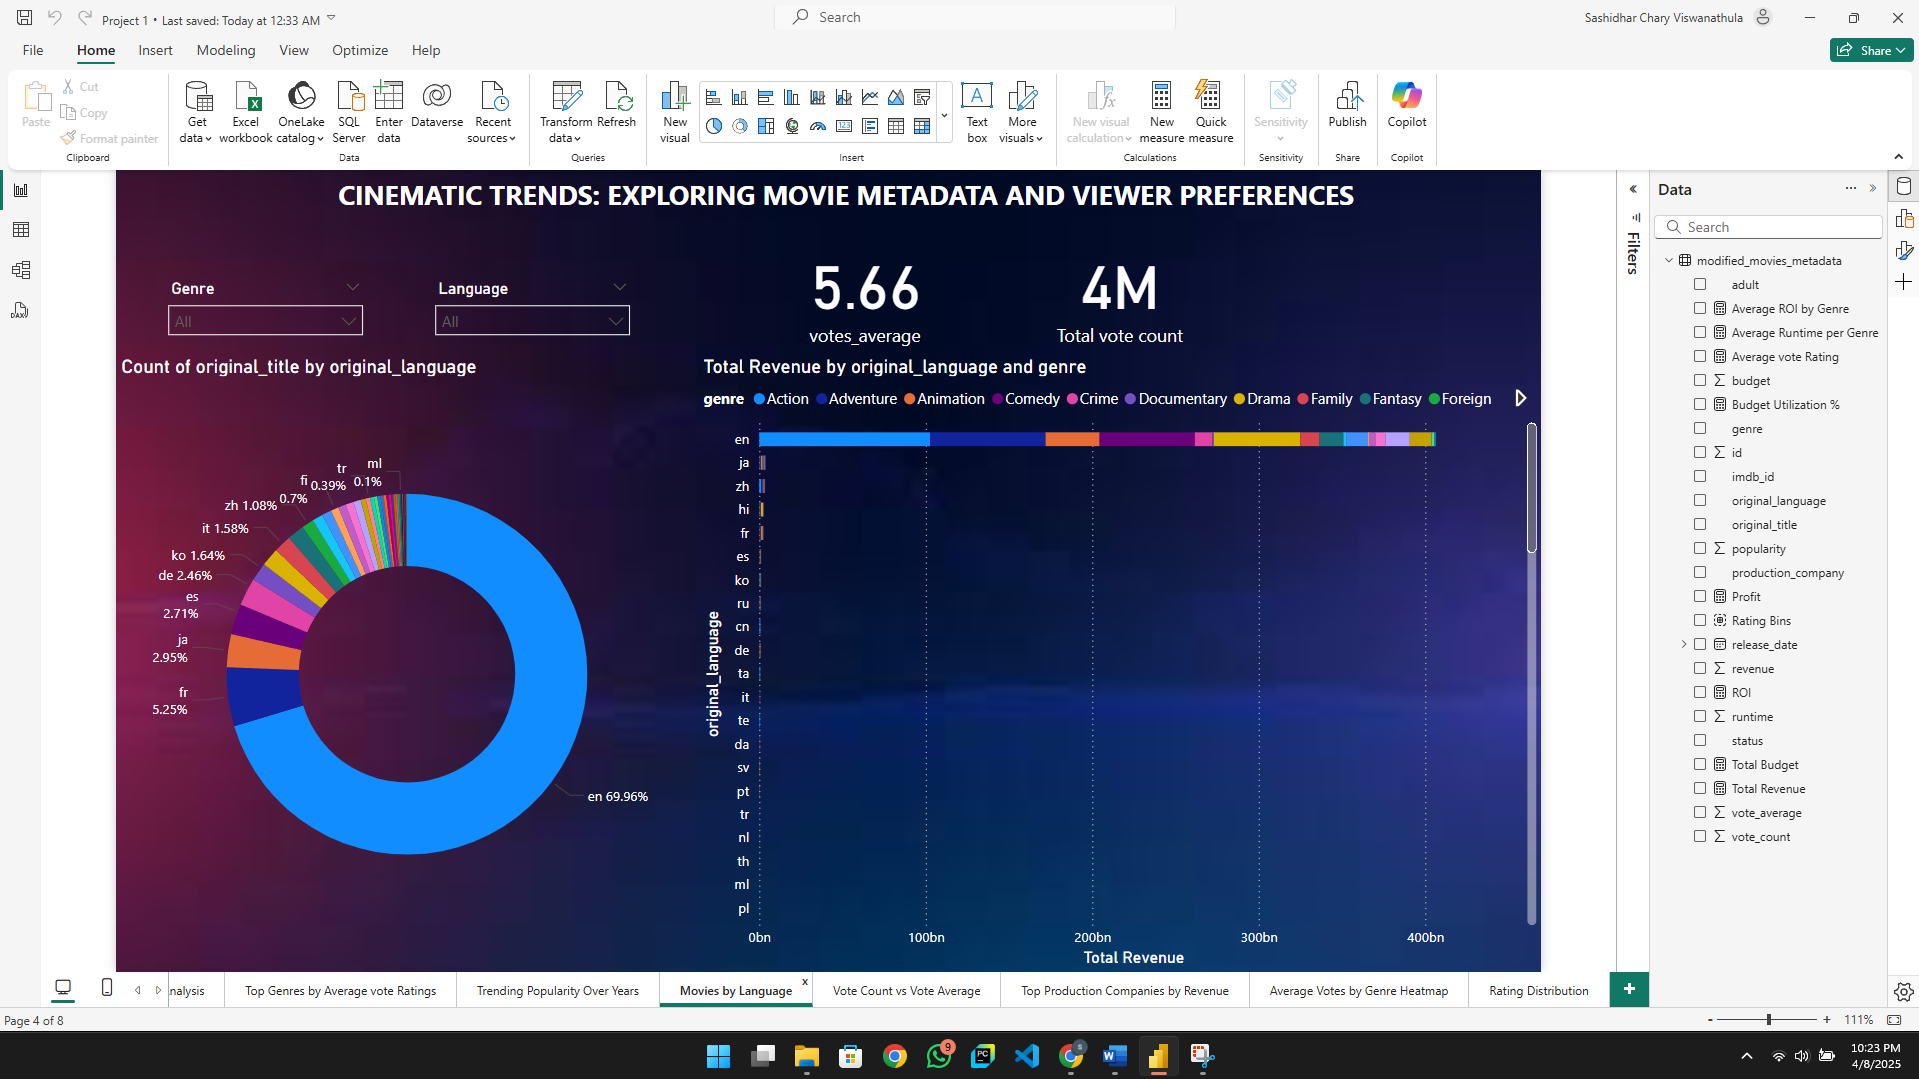 Project 1 • Last saved: Today at 12:33 AM
Search
Sashidhar Chary Viswanathula
File
Home
Insert
Modeling
View
Optimize
Help
Share
Paste
Cut
Copy
Format painter
Clipboard
Get data
Excel workbook
OneLake catalog
SQL Server
Enter data
Dataverse
Recent sources
Data
Transform data
Refresh
Queries
New visual
Text box
More visuals
Insert
New visual calculation
New measure
Quick measure
Calculations
Sensitivity
Sensitivity
Publish
Share
Copilot
Copilot
CINEMATIC TRENDS: EXPLORING MOVIE METADATA AND VIEWER PREFERENCES
Genre
All
Language
All
5.66
votes_average
4M
Total vote count
Count of original_title by original_language
ml
0.1%
tr
0.39%
fi
0.7%
zh 1.08%
it 1.58%
ko 1.64%
de 2.46%
es
2.71%
ja
2.95%
fr
5.25%
en 69.96%
Total Revenue by original_language and genre
genre Action Adventure Animation Comedy Crime Documentary Drama Family Fantasy Foreign
original_language
en
ja
zh
hi
fr
es
ko
ru
cn
de
ta
it
te
da
sv
pt
tr
nl
th
ml
pl
0bn 100bn 200bn 300bn 400bn
Total Revenue
Filters
Data
Search
modified_movies_metadata
adult
Average ROI by Genre
Average Runtime per Genre
Average vote Rating
budget
Budget Utilization %
genre
id
imdb_id
original_language
original_title
popularity
production_company
Profit
Rating Bins
release_date
revenue
ROI
runtime
status
Total Budget
Total Revenue
vote_average
vote_count
nalysis
Top Genres by Average vote Ratings
Trending Popularity Over Years
Movies by Language
x
Vote Count vs Vote Average
Top Production Companies by Revenue
Average Votes by Genre Heatmap
Rating Distribution
+
Page 4 of 8
- + 111%
9
PC
S
W
10:23 PM
4/8/2025